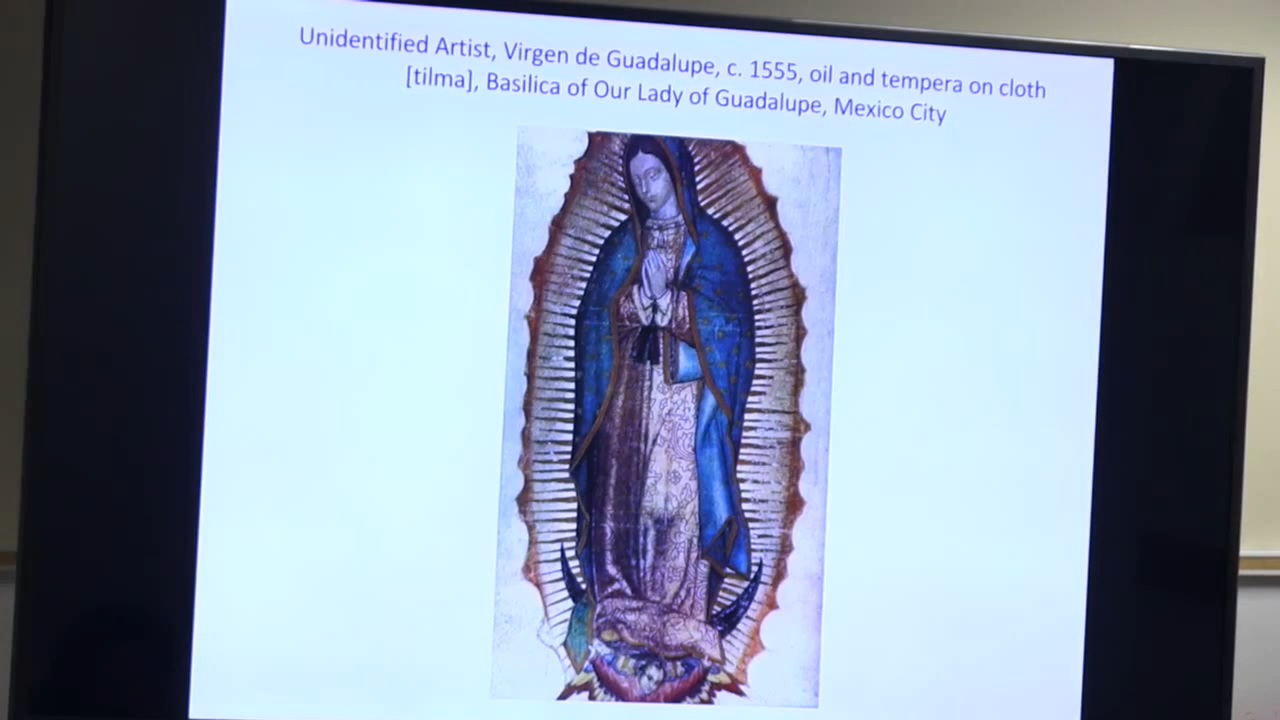 Unidentified Artist, Virgen de Guadalupe, c. 1555, oil and tempera on cloth
[tilma], Basilica of Our Lady of Guadalupe, Mexico City